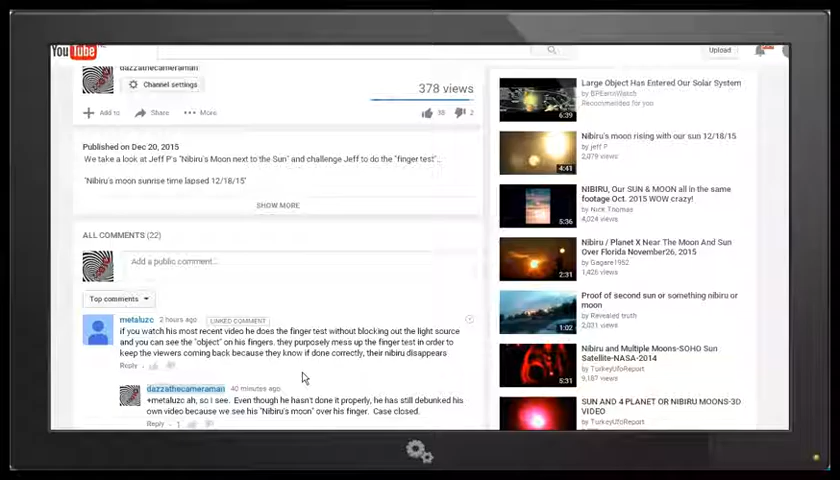 You Tube
Upload
dazzathecameraman
Channel settings
378 views
Add to Share More
38 2
Published on Dec 20, 2015
We take a look at Jeff P's "Nibiru's Moon next to the Sun" and challenge Jeff to do the "finger test"..
"Nibiru's moon sunrise time lapsed 12/18/15"
SHOW MORE
ALL COMMENTS (22)
Add a public comment...
Top comments
metaluzc 2 hours ago LINKED COMMENT
if you watch his most recent video he does the finger test without blocking out the light source
and you can see the "object" on his fingers. they purposely mess up the finger test in order to
keep the viewers coming back because they know if done correctly, their nibiru disappears
Reply
dazzathecameraman 40 minutes ago
+metaluzc ah, so I see. Even though he hasn't done it properly, he has still debunked his
own video because we see his "Nibiru's moon" over his finger. Case closed.
Reply 1
Large Object Has Entered Our Solar System
by BPEarthWatch
Recommended for you
6:39
Nibiru's moon rising with our sun 12/18/15
by jeff P
2,079 views
4:41
NIBIRU, Our SUN & MOON all in the same
footage Oct. 2015 WOW crazy!
by Nick Thomas
4,024 views
5:36
Nibiru / Planet X Near The Moon And Sun
Over Florida November26, 2015
by Gagare1952
1,426 views
2:31
Proof of second sun or something nibiru or
moon
by Revealed truth
2,031 views
1:02
Nibiru and Multiple Moons-SOHO Sun
Satellite-NASA-2014
by TurkeyUfoReport
9,187 views
5:31
SUN AND 4 PLANET OR NIBIRU MOONS-3D
VIDEO
by TurkeyUfoReport